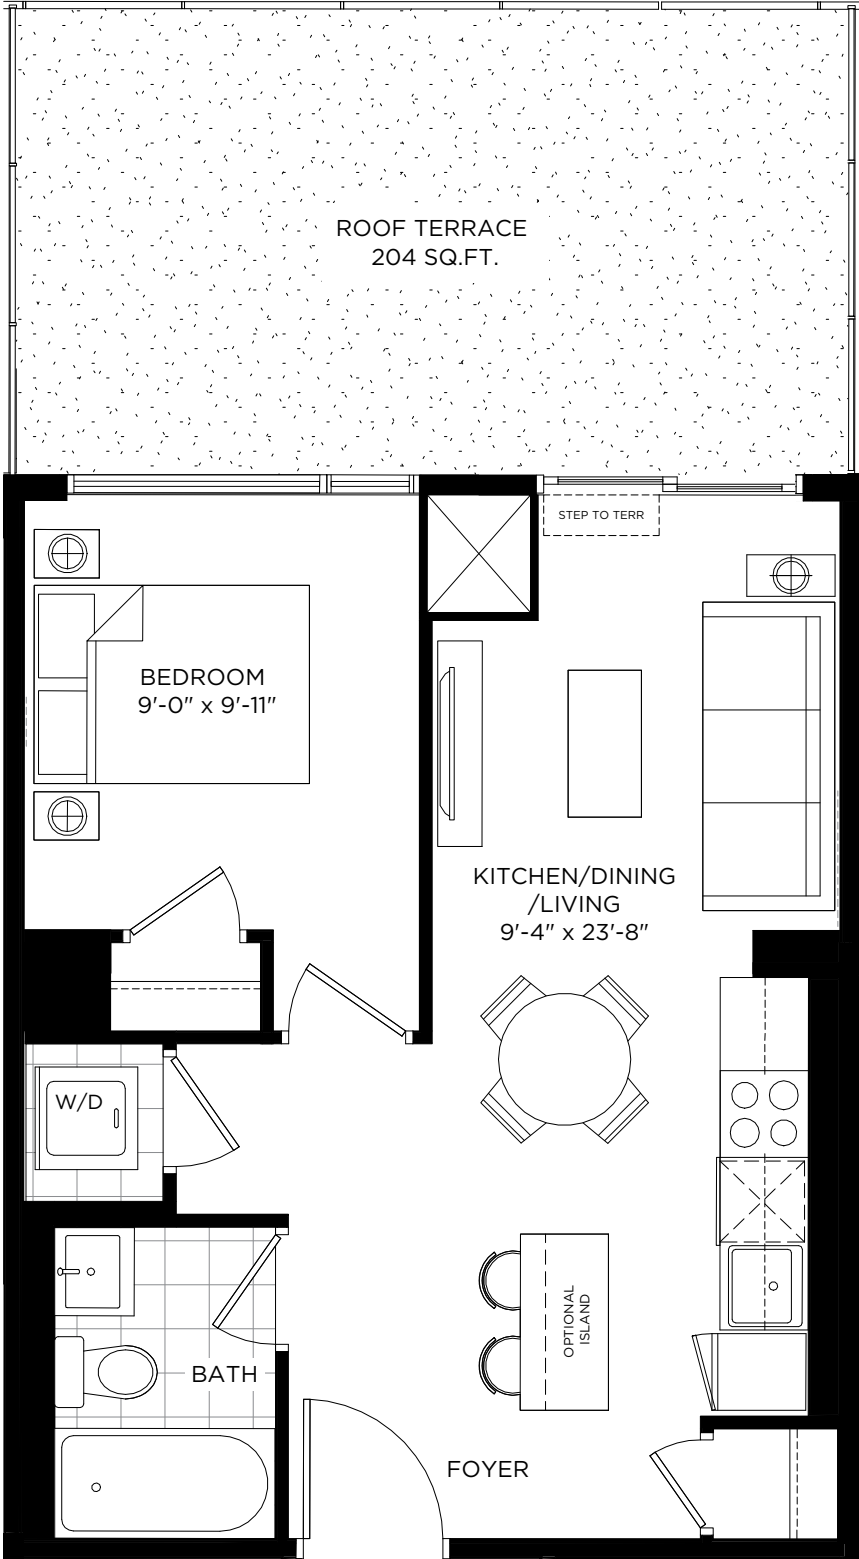 ROOF TERRACE
204 SQ.FT.
STEP TO TERR
BEDROOM
9'-0" x 9'-11"
KITCHEN/DINING
/LIVING
9'-4" x 23'-8"
W/D
OPTIONAL
ISLAND
BATH
FOYER